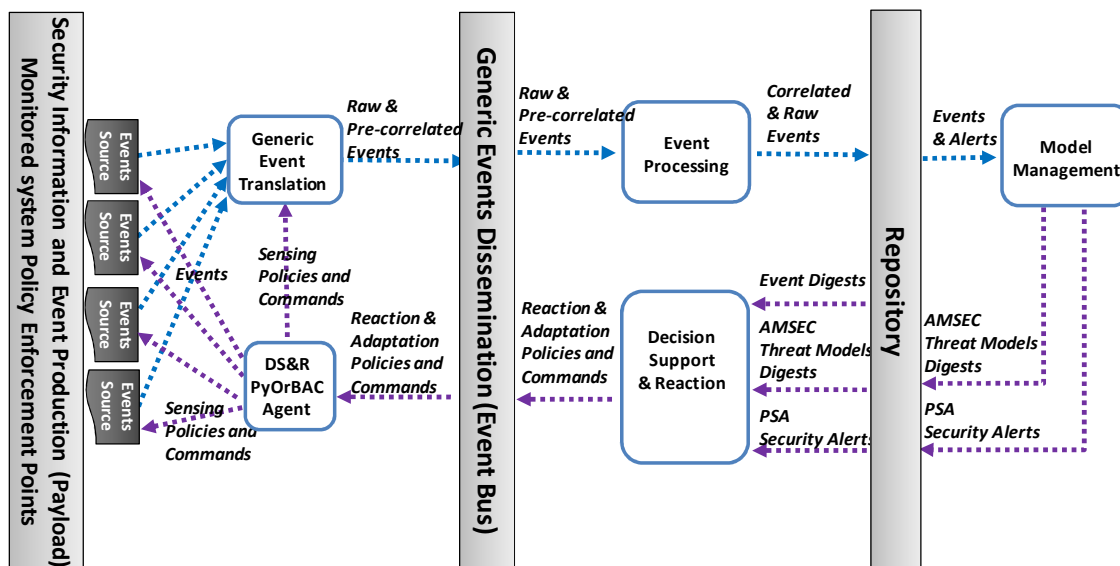 Security Information and Event Production (Payload)
Monitored system Policy Enforcement Points
Events
Source
Events
Source
Events
Source
Events
Source
Events
Generic
Event
Translation
Sensing
Policies and
Commands
DS&R
PyOrBAC
Agent
Sensing
Policies and
Commands
Raw &
Pre-correlated
Events
Reaction &
Adaptation
Policies and
Commands
Generic Events Dissemination (Event Bus)
Raw &
Pre-correlated
Events
Event
Processing
Correlated
& Raw
Events
Reaction &
Adaptation
Policies and
Commands
Decision
Support
& Reaction
Event Digests
AMSEC
Threat Models
Digests
PSA
Security Alerts
Repository
Events
& Alerts
Model
Management
AMSEC
Threat Models
Digests
PSA
Security Alerts